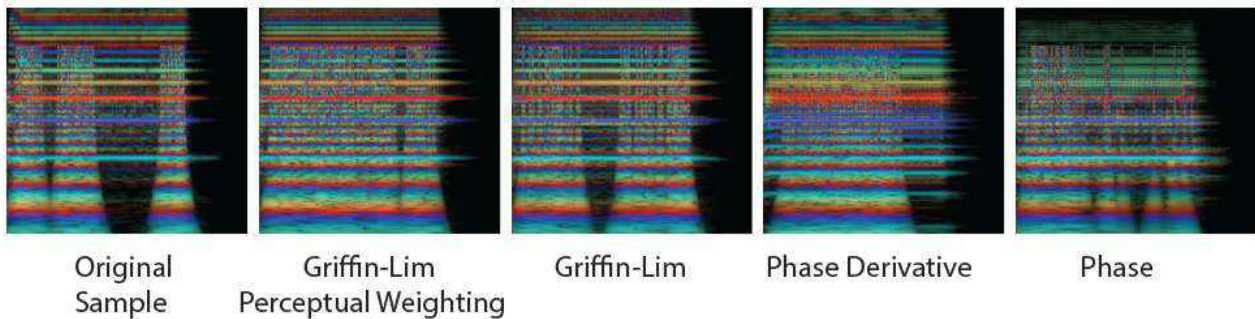 Original
Sample
Griffin-Lim
Perceptual Weighting
Griffin-Lim
Phase Derivative
Phase